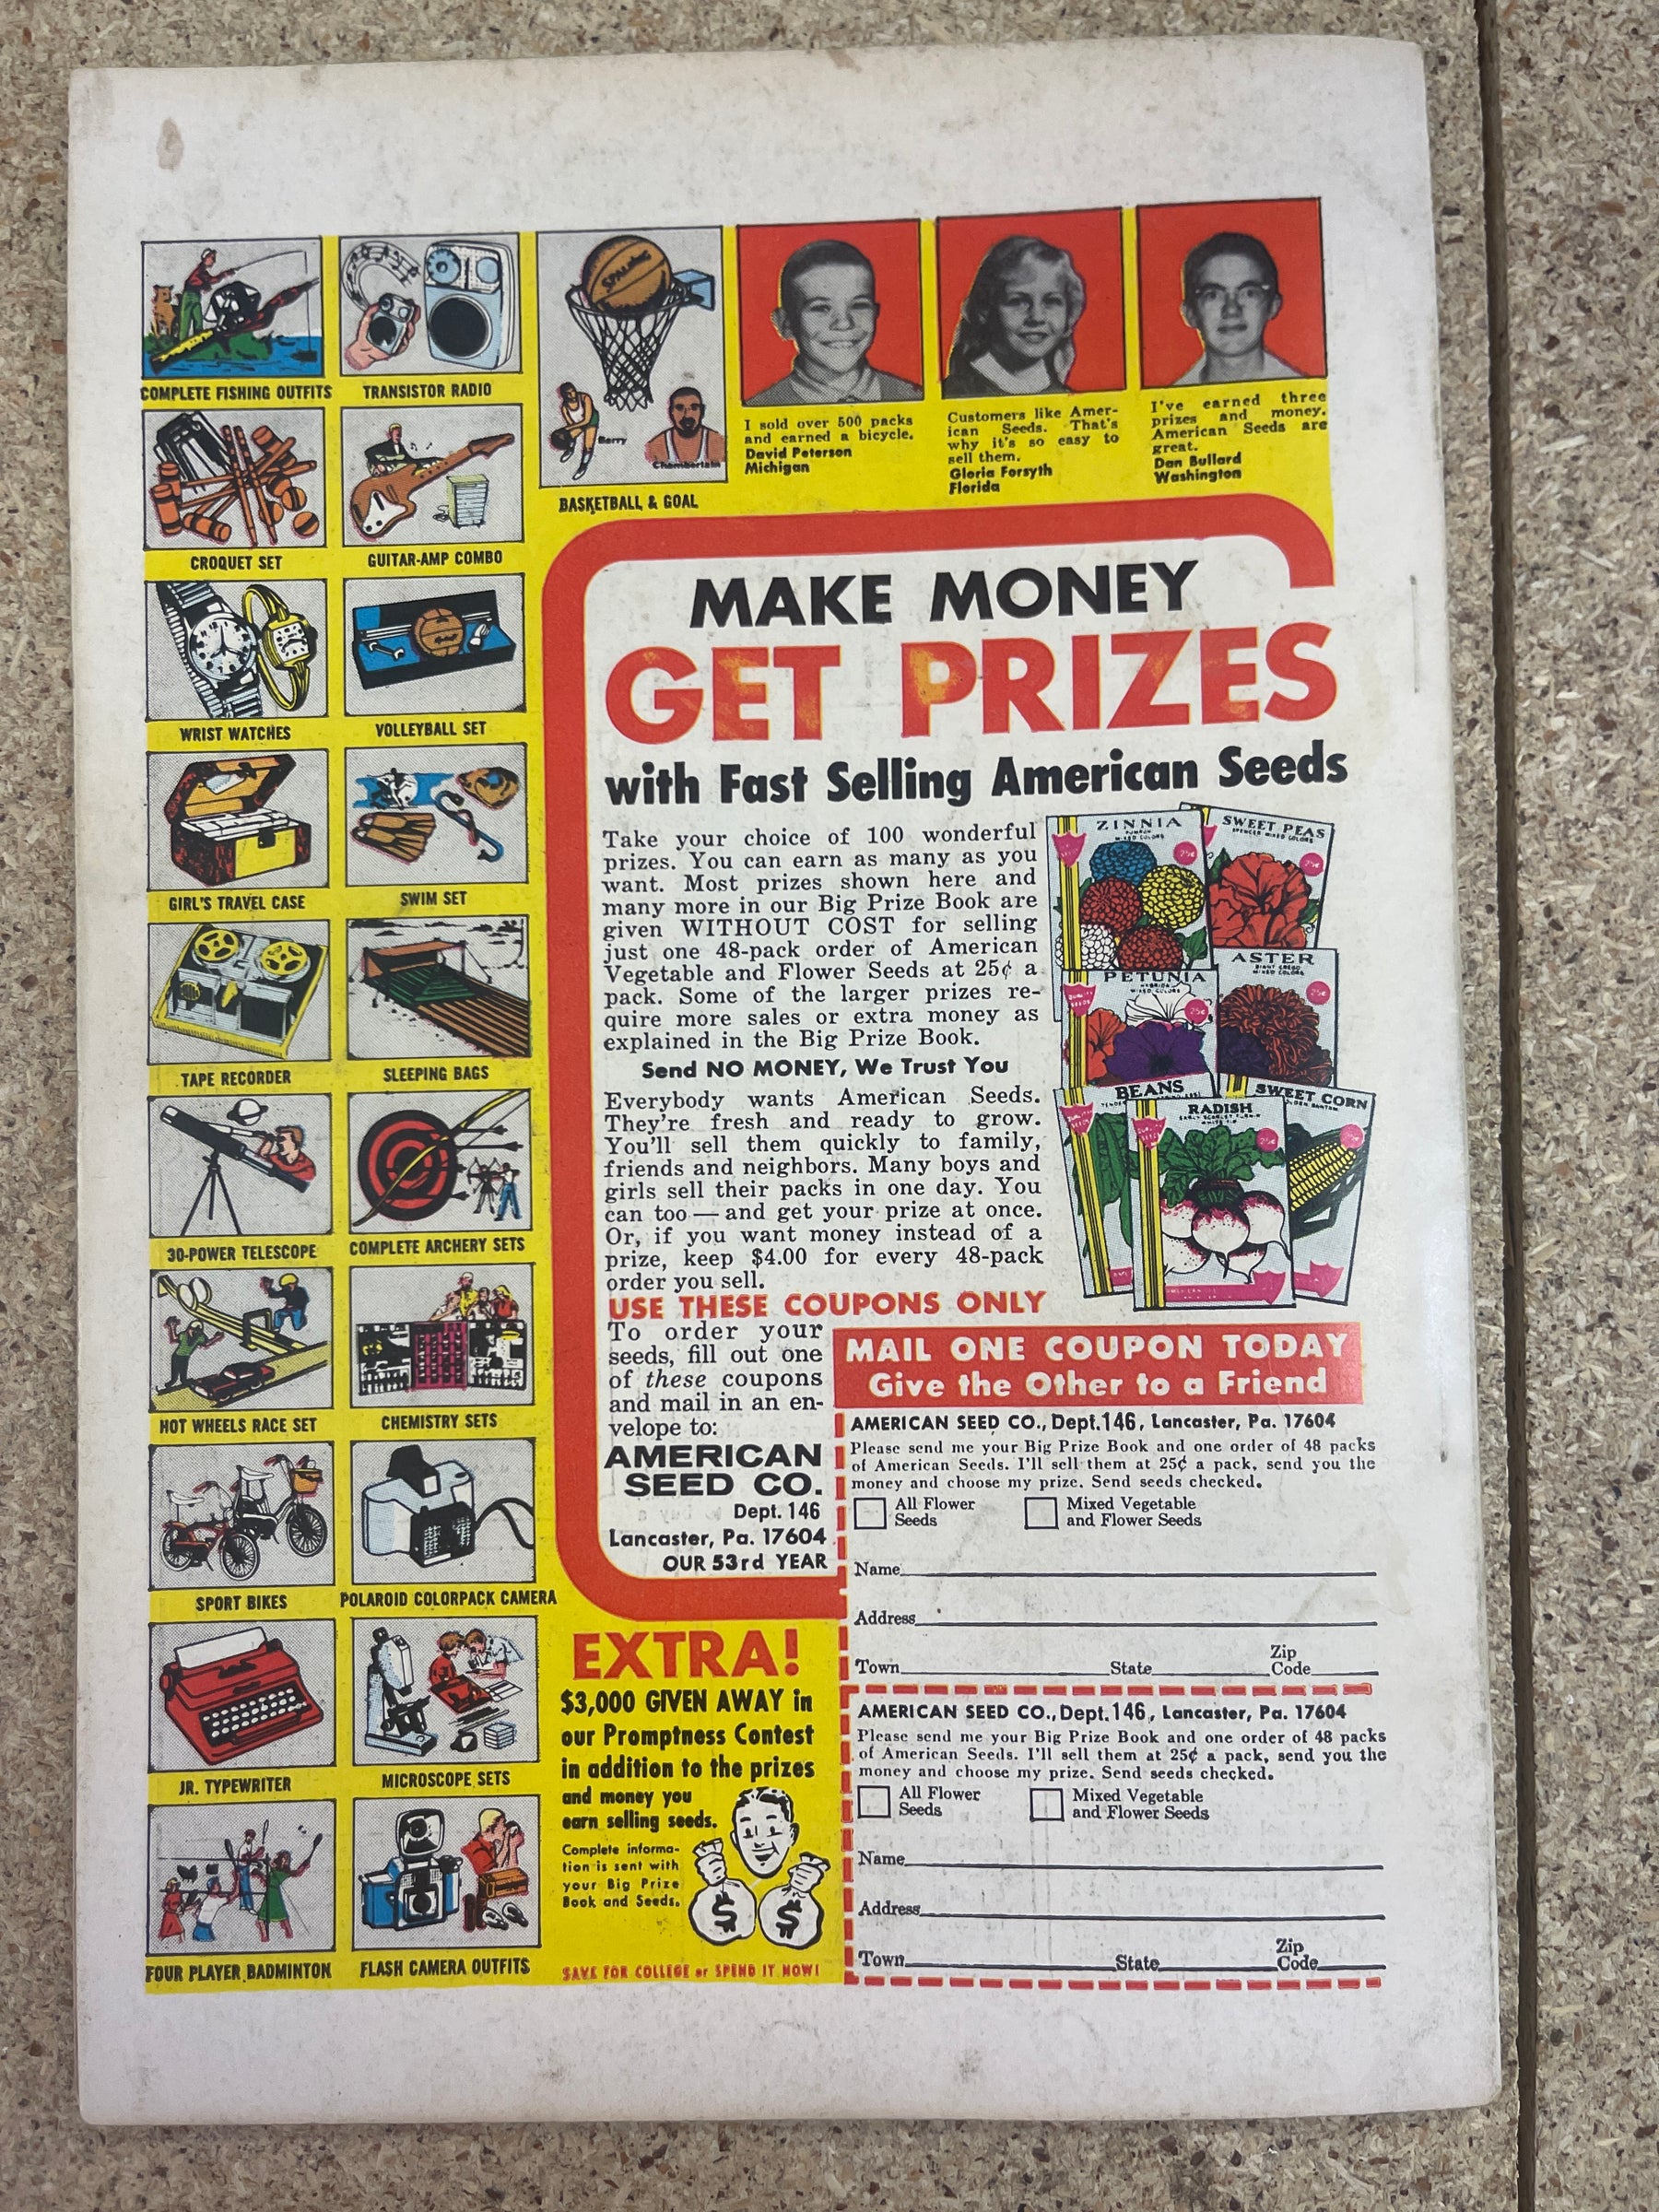 COMPLETE FISHING OUTFITS
TRANSISTOR RADIO
SPALDING
Barry
Chamberlain
BASKETBALL & GOAL
CROQUET SET
GUITAR-AMP COMBO
WRIST WATCHES
VOLLEYBALL SET
GIRL'S TRAVEL CASE
SWIM SET
TAPE RECORDER
SLEEPING BAGS
30-POWER TELESCOPE
COMPLETE ARCHERY SETS
HOT WHEELS RACE SET
CHEMISTRY SETS
SPORT BIKES
POLAROID COLORPACK CAMERA
JR. TYPEWRITER
MICROSCOPE SETS
FOUR PLAYER BADMINTON
FLASH CAMERA OUTFITS
I sold over 500 packs
and earned a bicycle.
David Peterson
Michigan
Customers like Amer-
ican Seeds. That's
why it's so easy to
sell them.
Gloria Forsyth
Florida
I've earned three
prizes and money.
American Seeds are
great.
Dan Bullard
Washington
MAKE MONEY
GET PRIZES
with Fast Selling American Seeds
Take your choice of 100 wonderful
prizes. You can earn as many as you
want. Most prizes shown here and
many more in our Big Prize Book are
given WITHOUT COST for selling
just one 48-pack order of American
Vegetable and Flower Seeds at 25¢ a
pack. Some of the larger prizes re-
quire more sales or extra money as
explained in the Big Prize Book.
Send NO MONEY, We Trust You
Everybody wants American Seeds.
They're fresh and ready to grow.
You'll sell them quickly to family,
friends and neighbors. Many boys and
girls sell their packs in one day. You
can too — and get your prize at once.
Or, if you want money instead of a
prize, keep $4.00 for every 48-pack
order you sell.
USE THESE COUPONS ONLY
To order your
seeds, fill out one
of these coupons
and mail in an en-
velope to:
AMERICAN
SEED CO.
Dept. 146
Lancaster, Pa. 17604
OUR 53rd YEAR
ZINNIA
MIXED COLORS
25¢
SWEET PEAS
SPENCER MIXED COLORS
25¢
PETUNIA
MIXED COLORS
25¢
ASTER
MIXED COLORS
25¢
BEANS
RADISH
25¢
SWEET CORN
MAIL ONE COUPON TODAY
Give the Other to a Friend
AMERICAN SEED CO., Dept. 146, Lancaster, Pa. 17604
Please send me your Big Prize Book and one order of 48 packs
of American Seeds. I'll sell them at 25¢ a pack, send you the
money and choose my prize. Send seeds checked.
All Flower
Seeds
Mixed Vegetable
and Flower Seeds
Name
Address
Town State Zip
Code
AMERICAN SEED CO., Dept. 146, Lancaster, Pa. 17604
Please send me your Big Prize Book and one order of 48 packs
of American Seeds. I'll sell them at 25¢ a pack, send you the
money and choose my prize. Send seeds checked.
All Flower
Seeds
Mixed Vegetable
and Flower Seeds
Name
Address
Town State Zip
Code
EXTRA!
$3,000 GIVEN AWAY in
our Promptness Contest
in addition to the prizes
and money you
earn selling seeds.
Complete informa-
tion is sent with
your Big Prize
Book and Seeds.
$ $
SAVE FOR COLLEGE or SPEND IT NOW!